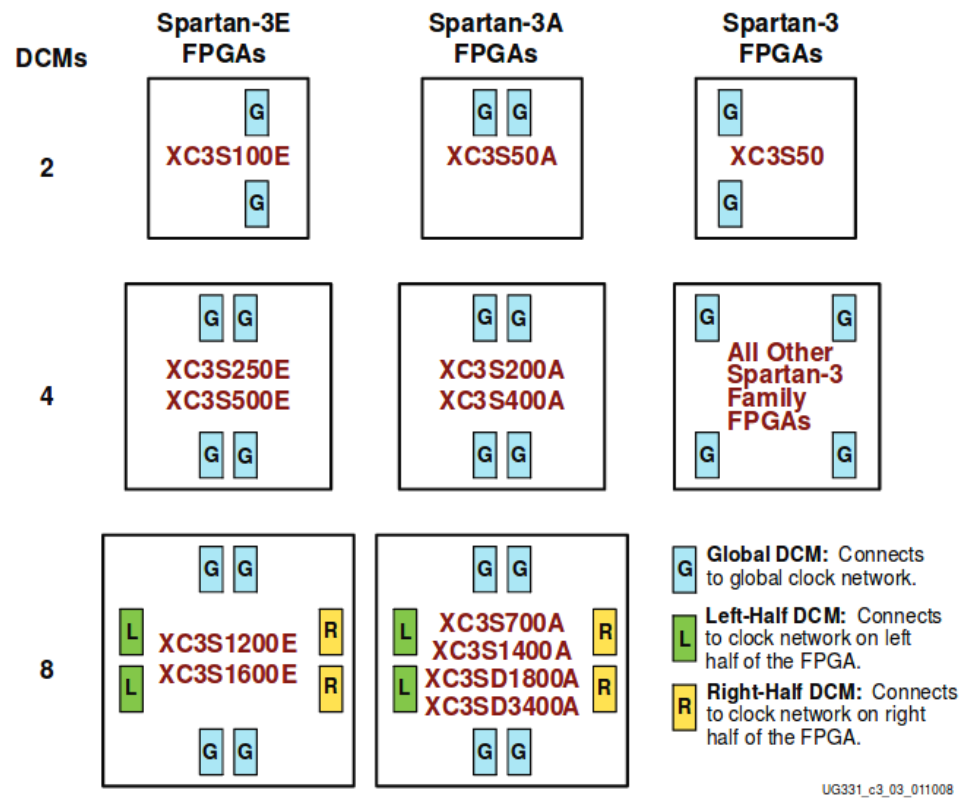 Spartan-3E
FPGAs
Spartan-3A
FPGAs
Spartan-3
FPGAs
DCMs
2
G
XC3S100E
G
G G
XC3S50A
G
XC3S50
G
4
G G
XC3S250E
XC3S500E
G G
G G
XC3S200A
XC3S400A
G G
G G
All Other
Spartan-3
Family
FPGAs
G G
8
G G
L R
XC3S1200E
XC3S1600E
L R
G G
G G
L R
XC3S700A
XC3S1400A
XC3SD1800A
XC3SD3400A
L R
G G
G Global DCM: Connects
to global clock network.
L Left-Half DCM: Connects
to clock network on left
half of the FPGA.
R Right-Half DCM: Connects
to clock network on right
half of the FPGA.
UG331_c3_03_011008